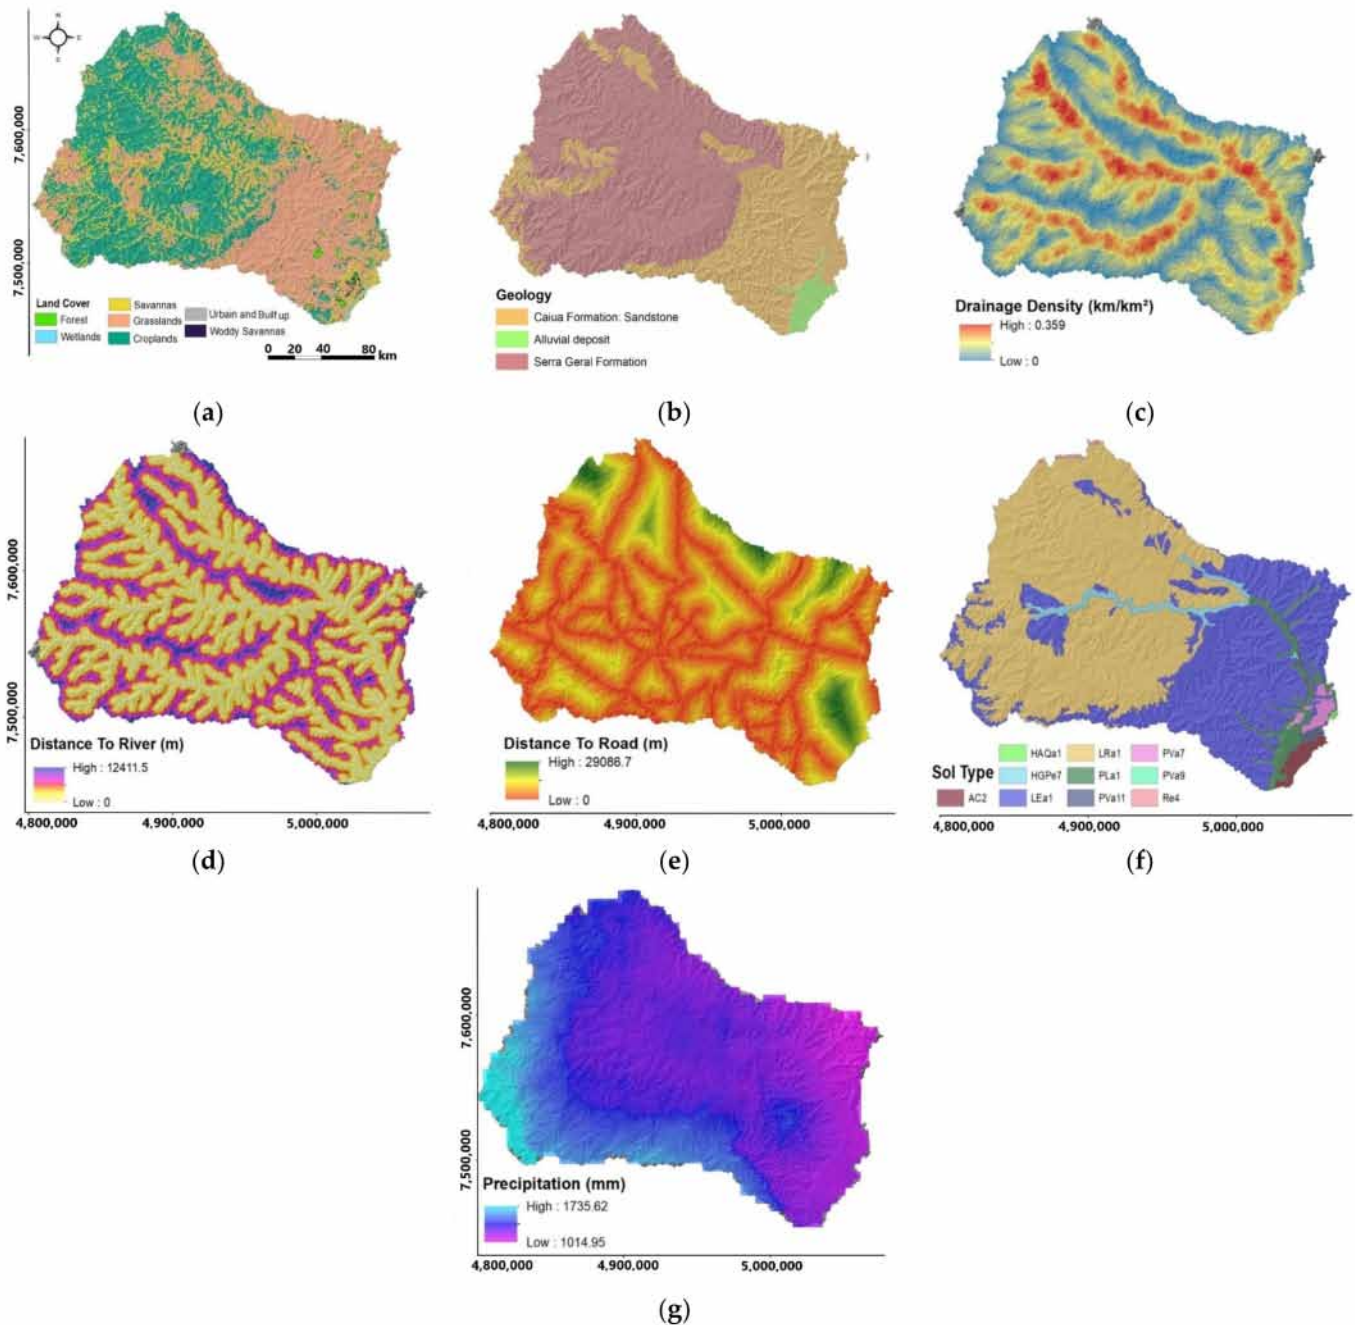 N
W E
7,600,000
7,500,000
Land Cover
Forest
Wetlands
Savannas
Grasslands
Croplands
Urbain and Built up
Woddy Savannas
0 20 40 80 km
(a)
Geology
Caiua Formation: Sandstone
Alluvial deposit
Serra Geral Formation
(b)
Drainage Density (km/km²)
High : 0.359
Low : 0
(c)
7,600,000
7,500,000
Distance To River (m)
High : 12411.5
Low : 0
4,800,000 4,900,000 5,000,000
(d)
Distance To Road (m)
High : 29086.7
Low : 0
4,800,000 4,900,000 5,000,000
(e)
Sol Type
AC2
HAQa1
HGPe7
LEa1
LRa1
PLa1
PVa11
PVa7
PVa9
Re4
4,800,000 4,900,000 5,000,000
(f)
7,600,000
7,500,000
Precipitation (mm)
High : 1735.62
Low : 1014.95
4,800,000 4,900,000 5,000,000
(g)